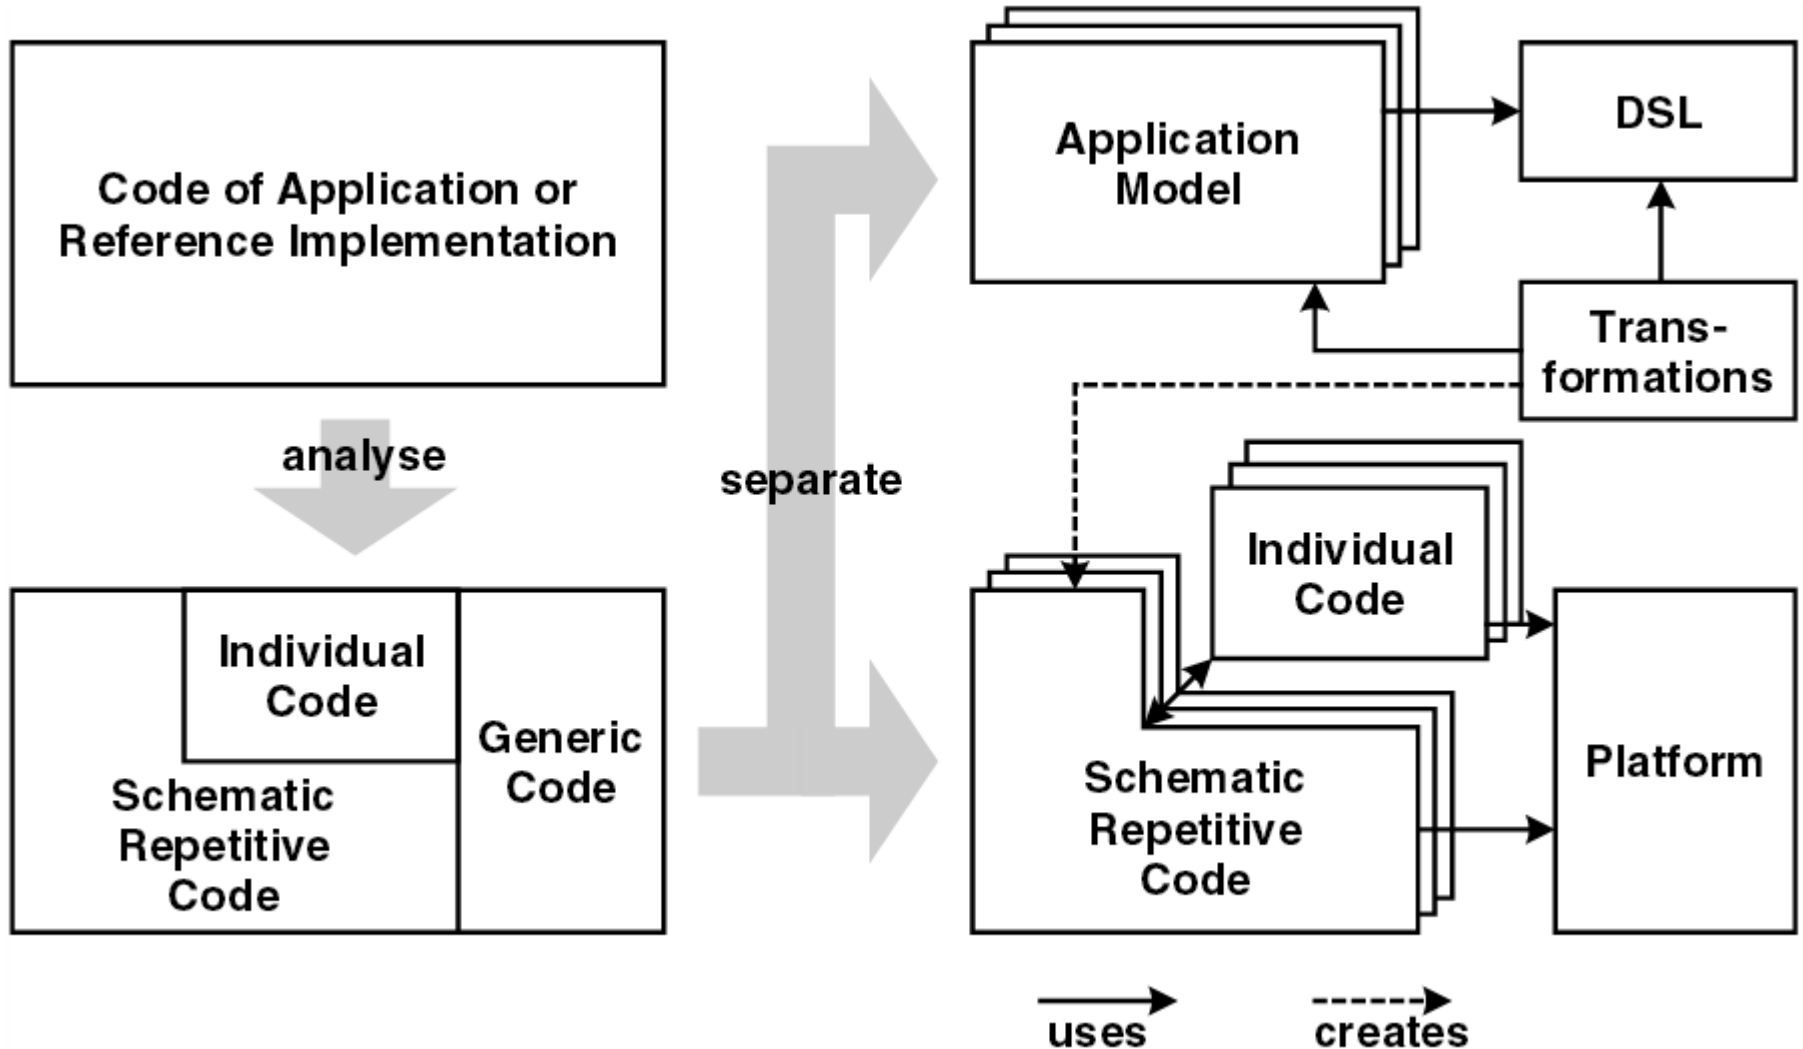 Code of Application or
Reference Implementation
analyse
Individual
Code
Generic
Code
Schematic
Repetitive
Code
separate
Application
Model
DSL
Trans-
formations
Individual
Code
Schematic
Repetitive
Code
Platform
uses
creates